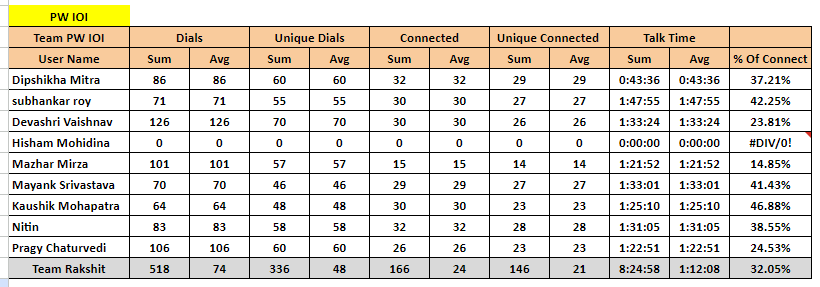 PW IOI
Team PW IOI Dials Unique Dials Connected Unique Connected Talk Time
User Name Sum Avg Sum Avg Sum Avg Sum Avg Sum Avg % Of Connect
Dipshikha Mitra 86 86 60 60 32 32 29 29 0:43:36 0:43:36 37.21%
subhankar roy 71 71 55 55 30 30 27 27 1:47:55 1:47:55 42.25%
Devashri Vaishnav 126 126 70 70 30 30 26 26 1:33:24 1:33:24 23.81%
Hisham Mohidina 0 0 0 0 0 0 0 0 0:00:00 0:00:00 #DIV/0!
Mazhar Mirza 101 101 57 57 15 15 14 14 1:21:52 1:21:52 14.85%
Mayank Srivastava 70 70 46 46 29 29 27 27 1:33:01 1:33:01 41.43%
Kaushik Mohapatra 64 64 48 48 30 30 23 23 1:25:10 1:25:10 46.88%
Nitin 83 83 58 58 32 32 28 28 1:31:05 1:31:05 38.55%
Pragy Chaturvedi 106 106 60 60 26 26 23 23 1:22:51 1:22:51 24.53%
Team Rakshit 518 74 336 48 166 24 146 21 8:24:58 1:12:08 32.05%